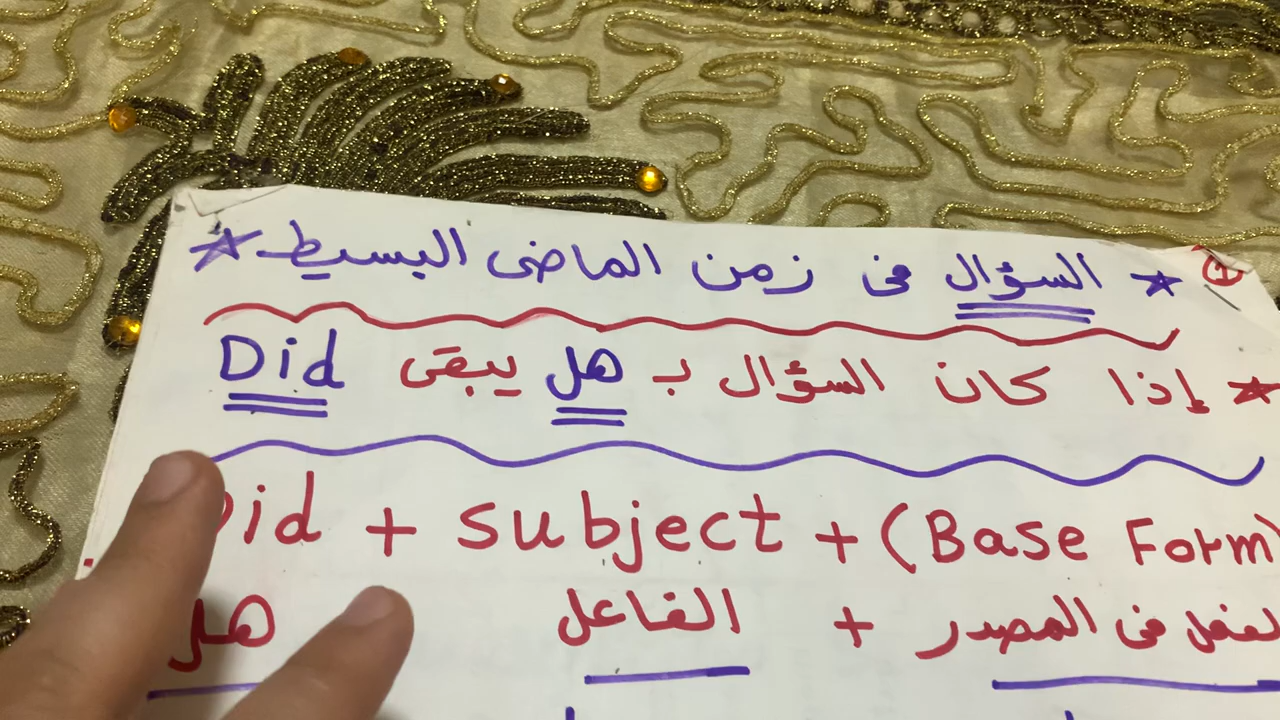 * السؤال فى زمن الماضى البسيط *
* إذا كان السؤال بـ هل يبقى Did
Did + subject + (Base Form)
هل الفاعل + الفعل فى المصدر